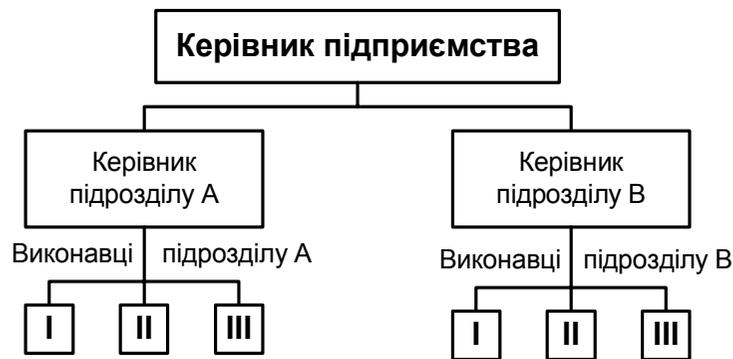 Керівник підприємства
Керівник
підрозділу А
Керівник
підрозділу В
Виконавці підрозділу А
Виконавці підрозділу В
I II III
I II III